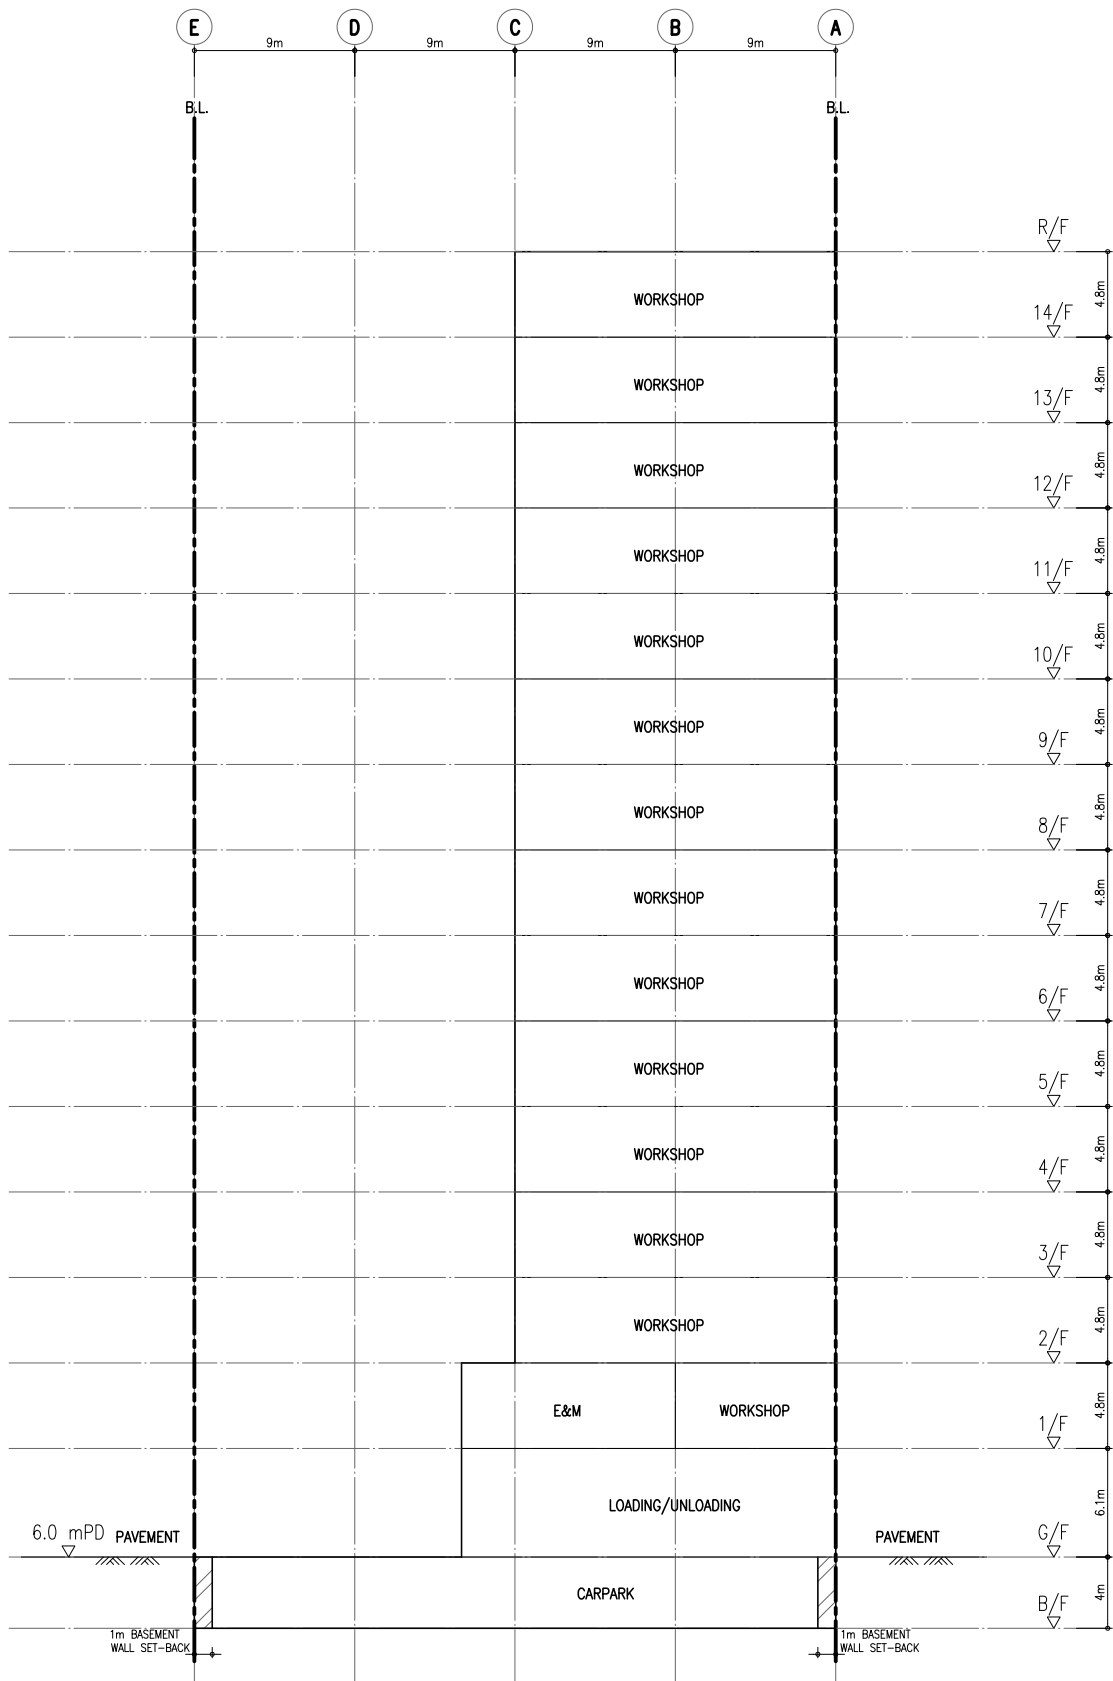 E D C B A
9m 9m 9m 9m
B.L. B.L.
R/F
WORKSHOP 4.8m
14/F
WORKSHOP 4.8m
13/F
WORKSHOP 4.8m
12/F
WORKSHOP 4.8m
11/F
WORKSHOP 4.8m
10/F
WORKSHOP 4.8m
9/F
WORKSHOP 4.8m
8/F
WORKSHOP 4.8m
7/F
WORKSHOP 4.8m
6/F
WORKSHOP 4.8m
5/F
WORKSHOP 4.8m
4/F
WORKSHOP 4.8m
3/F
WORKSHOP 4.8m
2/F
E&M WORKSHOP 4.8m
1/F
LOADING/UNLOADING 6.1m
6.0 mPD PAVEMENT PAVEMENT G/F
CARPARK 4m
B/F
1m BASEMENT 1m BASEMENT
WALL SET-BACK WALL SET-BACK